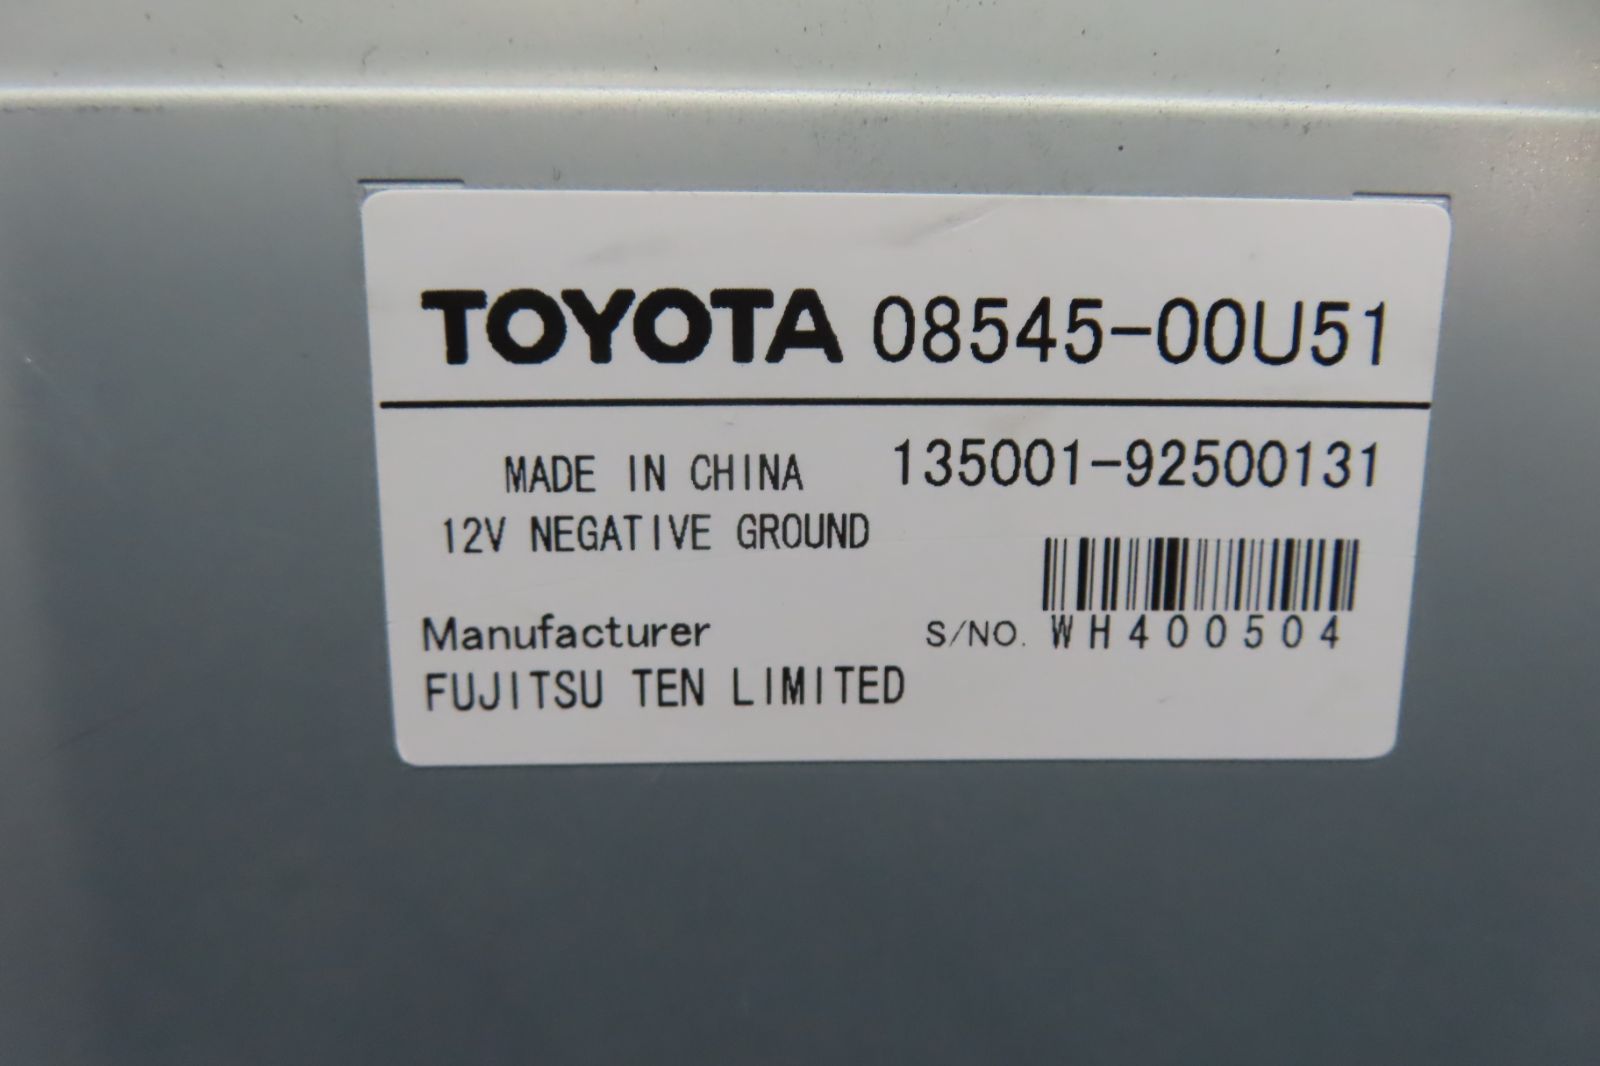 TOYOTA 08545-00U51
MADE IN CHINA 135001-92500131
12V NEGATIVE GROUND
Manufacturer S/NO. WH400504
FUJITSU TEN LIMITED